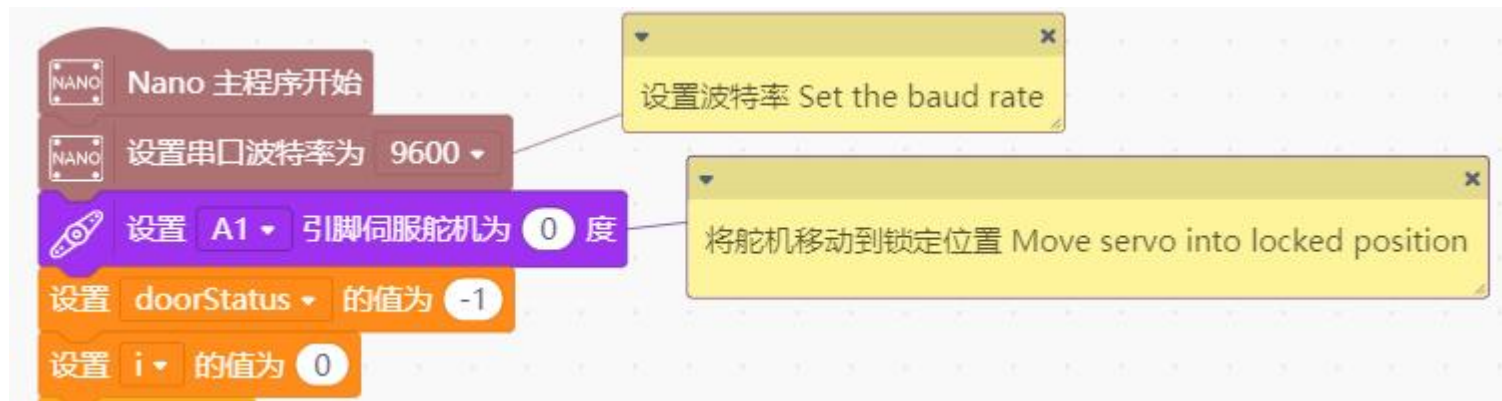 NANO Nano 主程序开始
设置波特率 Set the baud rate
NANO 设置串口波特率为 9600
设置 A1 引脚伺服舵机为 0 度
将舵机移动到锁定位置 Move servo into locked position
设置 doorStatus 的值为 -1
设置 i 的值为 0